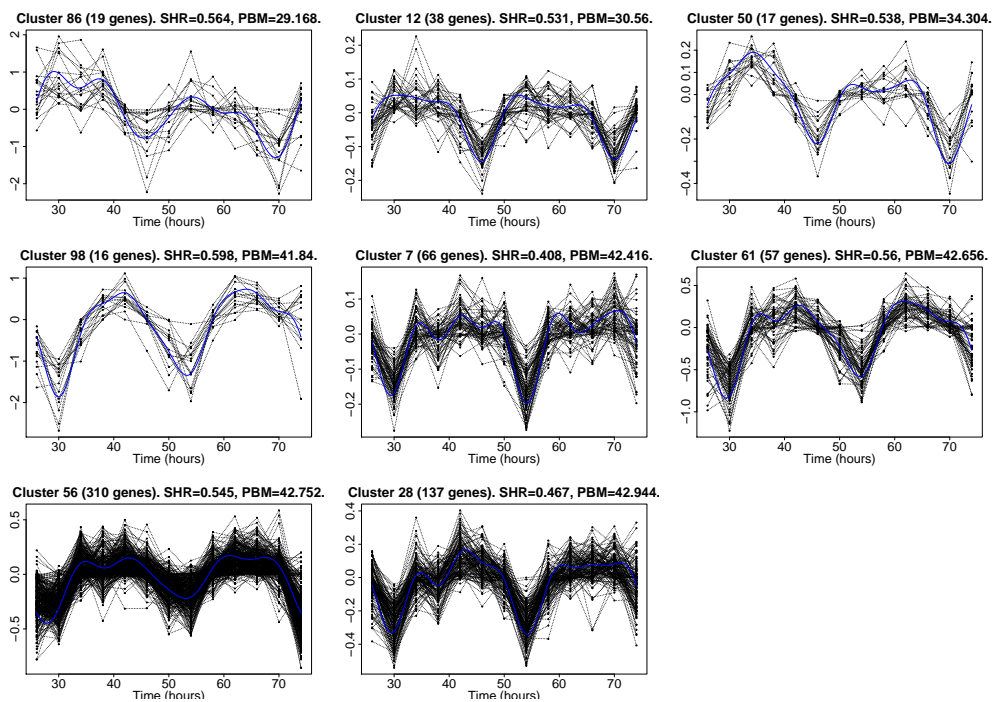 Cluster 86 (19 genes). SHR=0.564, PBM=29.168.
2
1
0
−1
−2
30 40 50 60 70
Time (hours)
Cluster 12 (38 genes). SHR=0.531, PBM=30.56.
0.2
0.1
0.0
−0.1
−0.2
30 40 50 60 70
Time (hours)
Cluster 50 (17 genes). SHR=0.538, PBM=34.304.
0.2
0.1
0.0
−0.2
−0.4
30 40 50 60 70
Time (hours)
Cluster 98 (16 genes). SHR=0.598, PBM=41.84.
1
0
−1
−2
30 40 50 60 70
Time (hours)
Cluster 7 (66 genes). SHR=0.408, PBM=42.416.
0.1
0.0
−0.2
30 40 50 60 70
Time (hours)
Cluster 61 (57 genes). SHR=0.56, PBM=42.656.
0.5
0.0
−0.5
−1.0
30 40 50 60 70
Time (hours)
Cluster 56 (310 genes). SHR=0.545, PBM=42.752.
0.5
0.0
−0.5
30 40 50 60 70
Time (hours)
Cluster 28 (137 genes). SHR=0.467, PBM=42.944.
0.4
0.2
0.0
−0.2
−0.4
30 40 50 60 70
Time (hours)